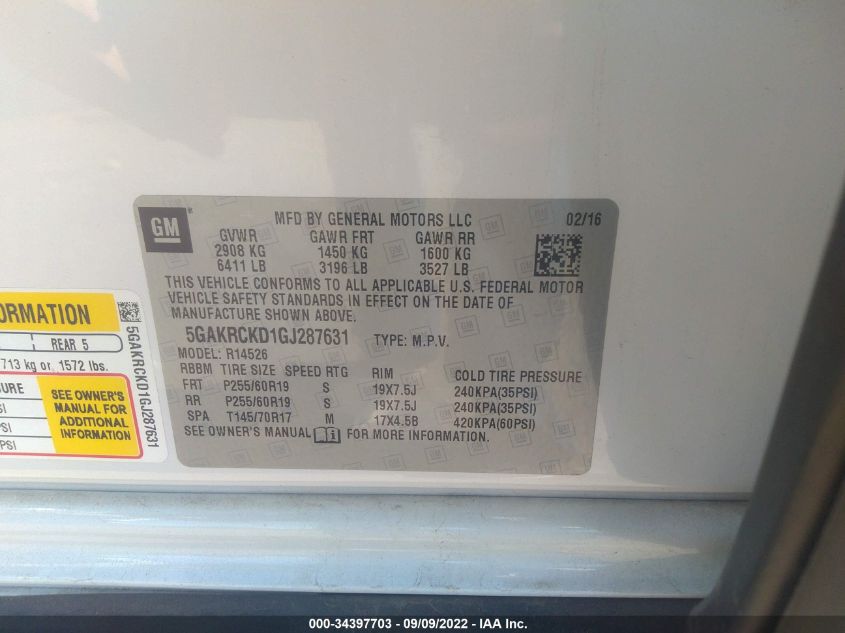 GM ®
MFD BY GENERAL MOTORS LLC 02/16
GVWR GAWR FRT GAWR RR
2908 KG 1450 KG 1600 KG
6411 LB 3196 LB 3527 LB
THIS VEHICLE CONFORMS TO ALL APPLICABLE U.S. FEDERAL MOTOR
VEHICLE SAFETY STANDARDS IN EFFECT ON THE DATE OF
MANUFACTURE SHOWN ABOVE.
5GAKRCKD1GJ287631 TYPE: M.P.V.
MODEL: R14526
RBBM TIRE SIZE SPEED RTG RIM COLD TIRE PRESSURE
FRT P255/60R19 S 19X7.5J 240KPA(35PSI)
RR P255/60R19 S 19X7.5J 240KPA(35PSI)
SPA T145/70R17 M 17X4.5B 420KPA(60PSI)
SEE OWNER'S MANUAL FOR MORE INFORMATION.
ORMATION
REAR 5
713 kg or 1572 lbs.
SURE
PSI
PSI
SEE OWNER'S
MANUAL FOR
ADDITIONAL
INFORMATION
5GAKRCKD1GJ287631
000-34397703 - 09/09/2022 - IAA Inc.